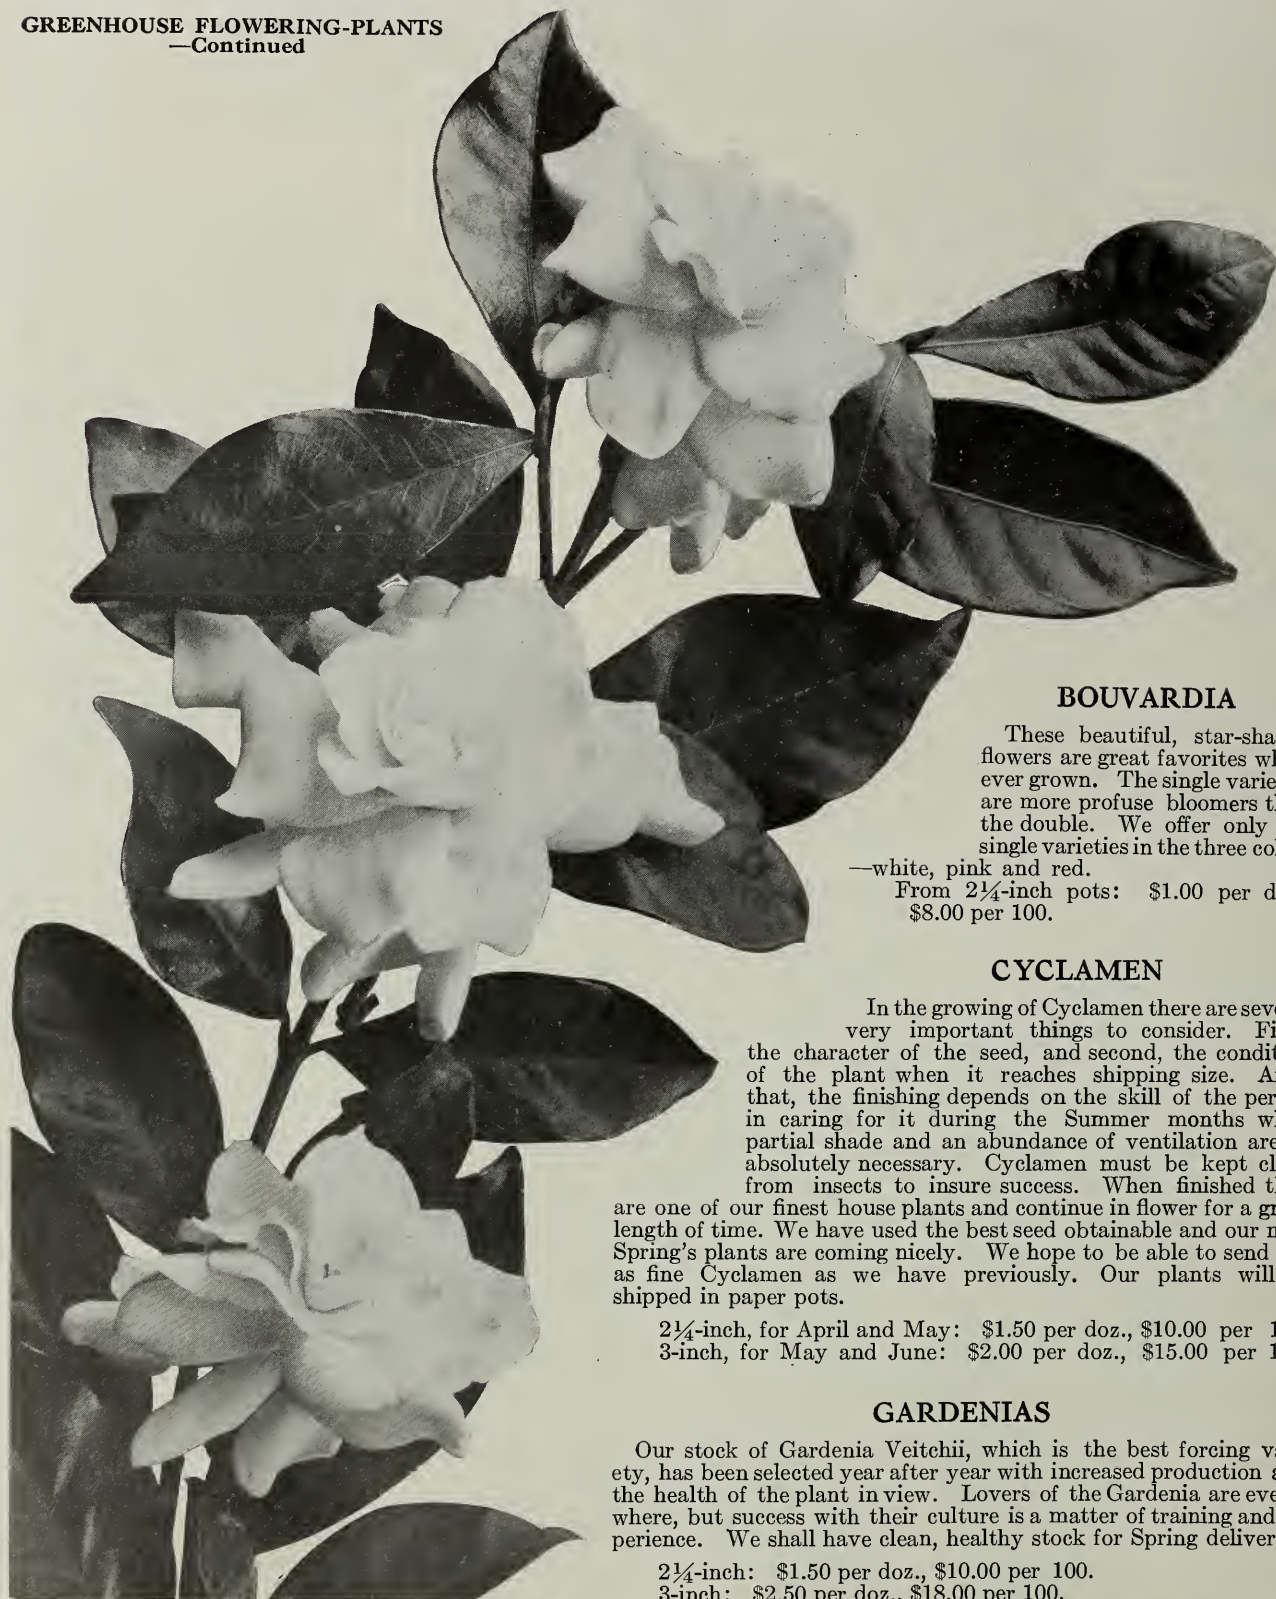 GREENHOUSE FLOWERING-PLANTS
—Continued
BOUVARDIA
These beautiful, star-sha
flowers are great favorites wh
ever grown. The single varie
are more profuse bloomers th
the double. We offer only
single varieties in the three col
—white, pink and red.
From 2¼-inch pots: $1.00 per d
$8.00 per 100.
CYCLAMEN
In the growing of Cyclamen there are seve
very important things to consider. Fi
the character of the seed, and second, the condit
of the plant when it reaches shipping size. A
that, the finishing depends on the skill of the per
in caring for it during the Summer months w
partial shade and an abundance of ventilation are
absolutely necessary. Cyclamen must be kept cl
from insects to insure success. When finished th
are one of our finest house plants and continue in flower for a gr
length of time. We have used the best seed obtainable and our n
Spring's plants are coming nicely. We hope to be able to send
as fine Cyclamen as we have previously. Our plants will
shipped in paper pots.
2¼-inch, for April and May: $1.50 per doz., $10.00 per 1
3-inch, for May and June: $2.00 per doz., $15.00 per 1
GARDENIAS
Our stock of Gardenia Veitchii, which is the best forcing va
ety, has been selected year after year with increased production a
the health of the plant in view. Lovers of the Gardenia are eve
where, but success with their culture is a matter of training and
perience. We shall have clean, healthy stock for Spring deliver
2¼-inch: $1.50 per doz., $10.00 per 100.
3-inch: $2.50 per doz., $18.00 per 100.